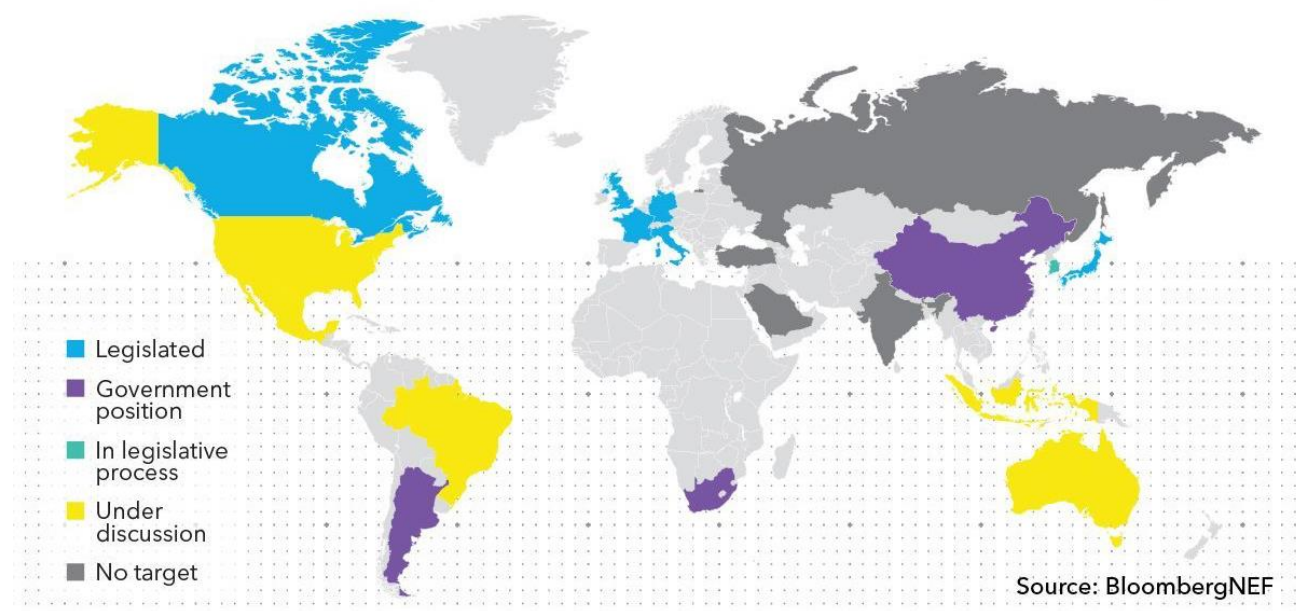 Legislated
Government
position
In legislative
process
Under
discussion
No target
Source: BloombergNEF